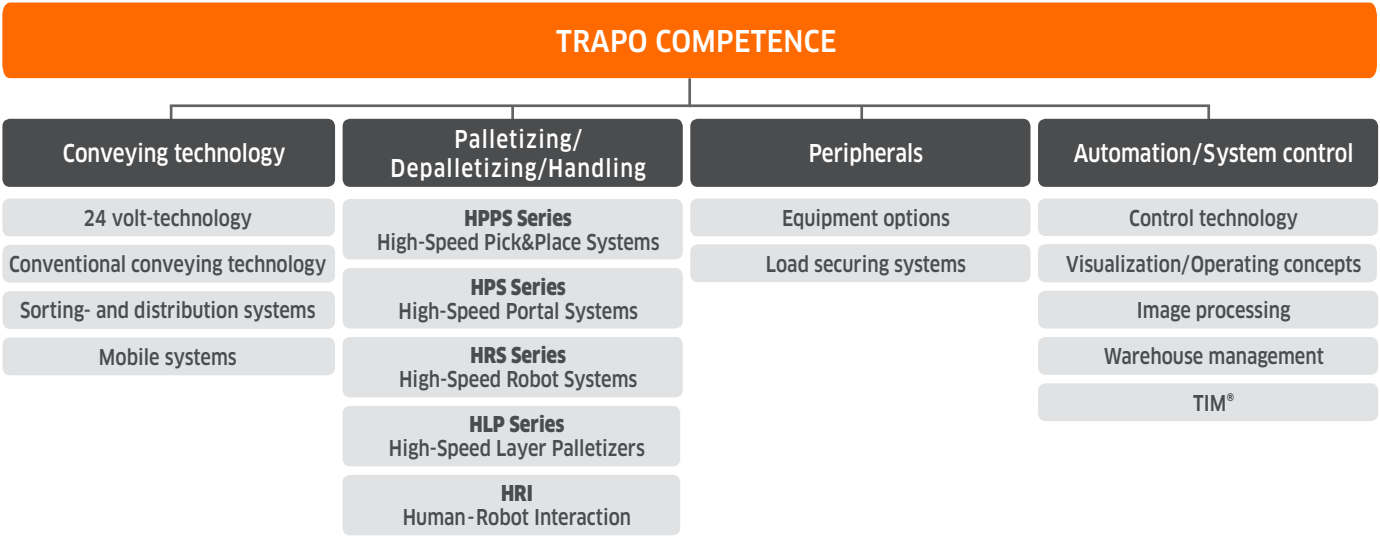 TRAPO COMPETENCE
Conveying technology
24 volt-technology
Conventional conveying technology
Sorting- and distribution systems
Mobile systems
Palletizing/
Depalletizing/Handling
HPPS Series
High-Speed Pick&Place Systems
HPS Series
High-Speed Portal Systems
HRS Series
High-Speed Robot Systems
HLP Series
High-Speed Layer Palletizers
HRI
Human-Robot Interaction
Peripherals
Equipment options
Load securing systems
Automation/System control
Control technology
Visualization/Operating concepts
Image processing
Warehouse management
TIM®